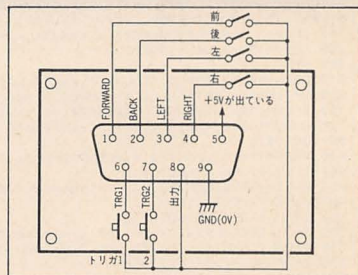 前
後
左
右
FORWARD
BACK
LEFT
RIGHT
+5Vが出ている
1 2 3 4 5
6 7 8 9
TRG1
TRG2
出力
GND(0V)
トリガ1 2